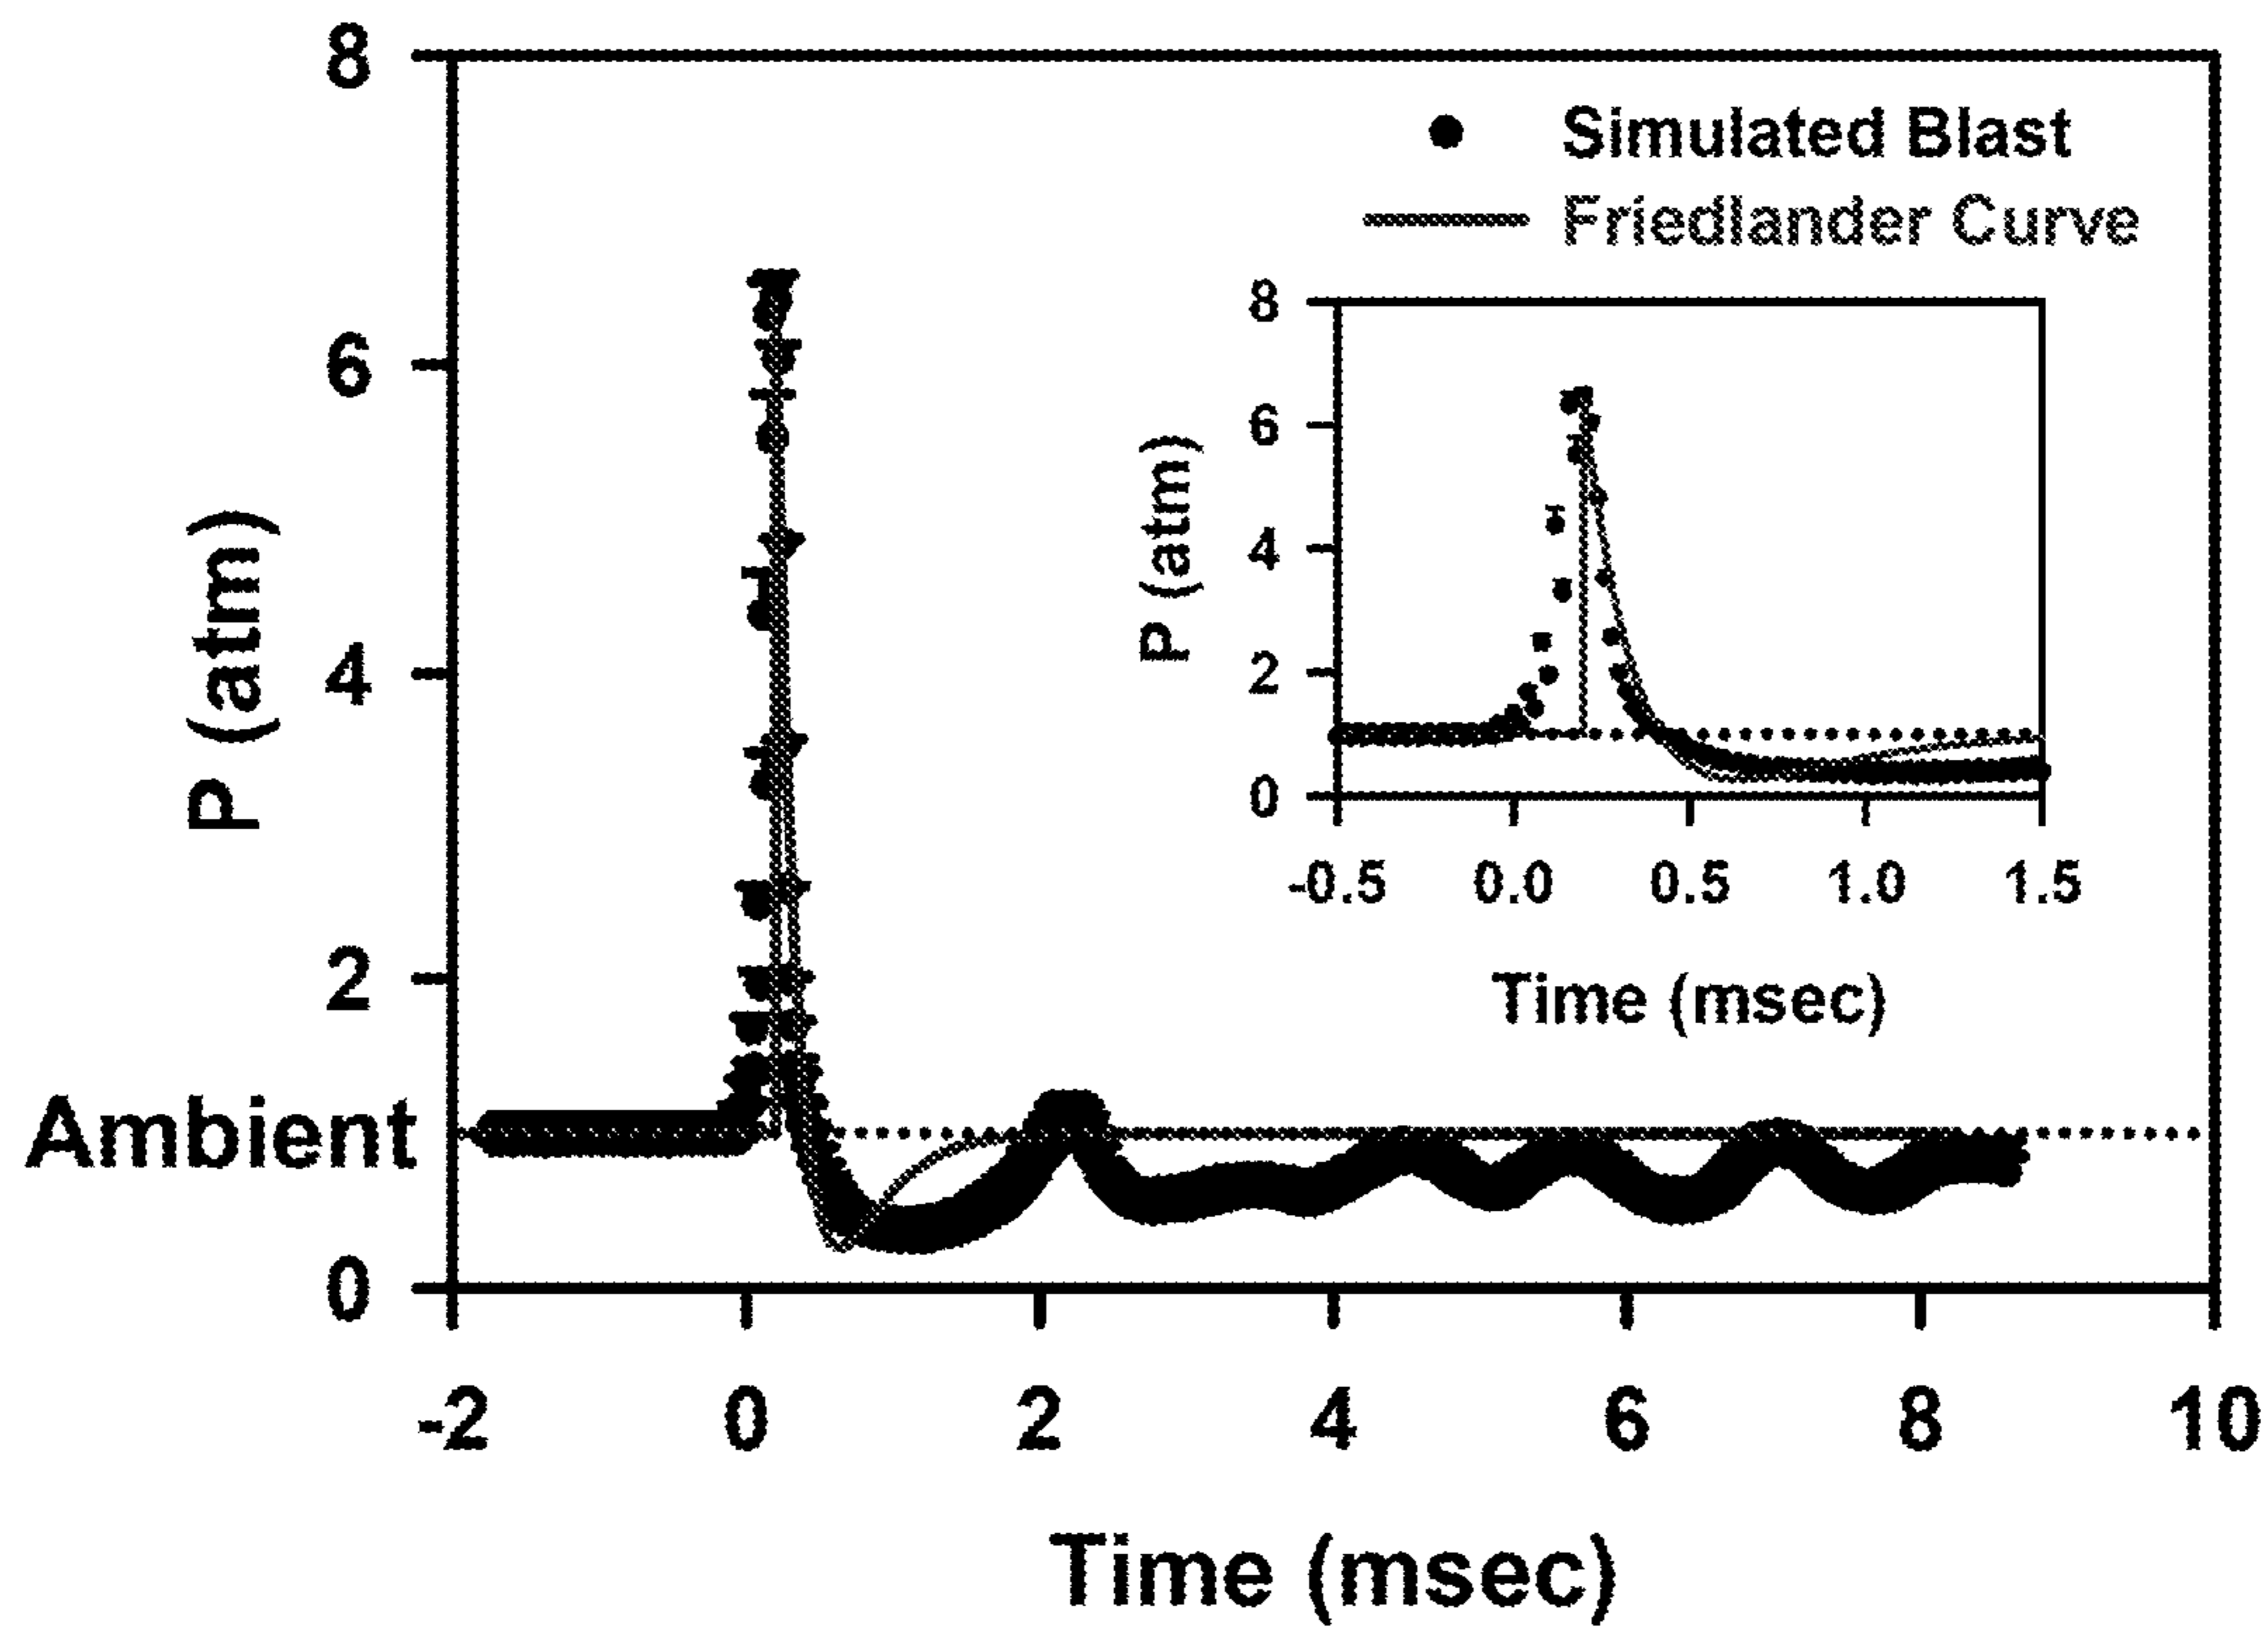 8
Simulated Blast
Friedlander Curve
8
6
6
4
2
0
P (atm)
-0.5 0.0 0.5 1.0 1.5
Time (msec)
P (atm)
4
2
Ambient
0
-2 0 2 4 6 8 10
Time (msec)